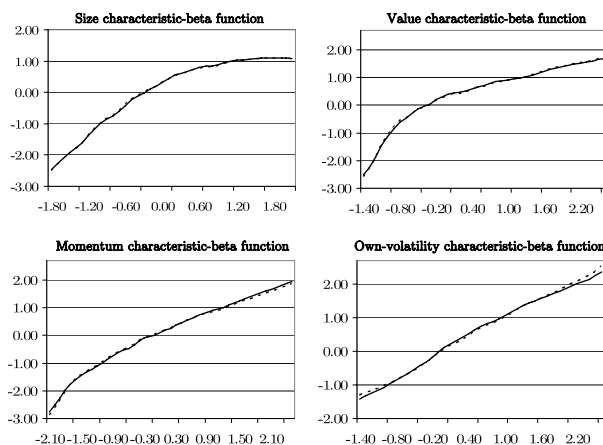 Size characteristic-beta function
2.00
1.00
0.00
-1.00
-2.00
-3.00
-1.80 -1.20 -0.60 0.00 0.60 1.20 1.80
Value characteristic-beta function
2.00
1.00
0.00
-1.00
-2.00
-3.00
-1.40 -0.80 -0.20 0.40 1.00 1.60 2.20
Momentum characteristic-beta function
2.00
1.00
0.00
-1.00
-2.00
-3.00
-2.10 -1.50 -0.90 -0.30 0.30 0.90 1.50 2.10
Own-volatility characteristic-beta function
2.00
1.00
0.00
-1.00
-2.00
-1.40 -0.80 -0.20 0.40 1.00 1.60 2.20